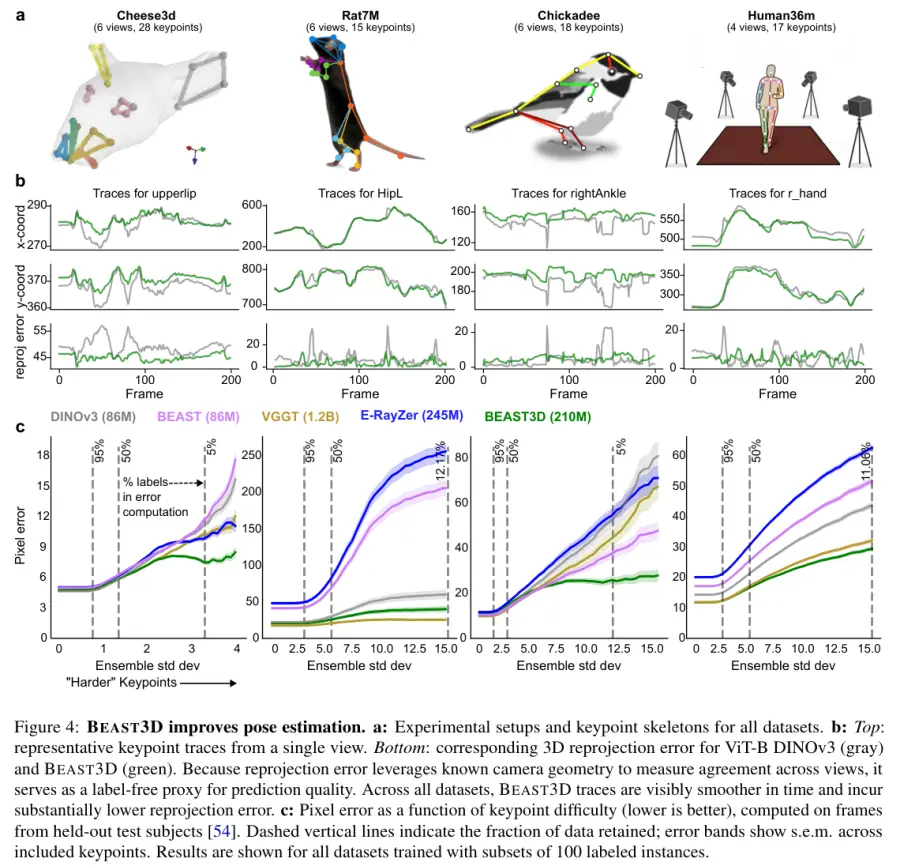 a
Cheese3d
(6 views, 28 keypoints)
Rat7M
(6 views, 15 keypoints)
Chickadee
(6 views, 18 keypoints)
Human36m
(4 views, 17 keypoints)
b
Traces for upperlip
Traces for HipL
Traces for rightAnkle
Traces for r_hand
x-coord
290
270
600
200
160
120
550
500
y-coord
370
360
800
700
200
180
350
300
reproj error
55
45
20
0
20
0
20
0
0 100 200
Frame
0 100 200
Frame
0 100 200
Frame
0 100 200
Frame
DINOv3 (86M) BEAST (86M) VGGT (1.2B) E-RayZer (245M) BEAST3D (210M)
c
Pixel error
18
15
12
9
6
3
0
95%
50%
5%
% labels
in error
computation
0 1 2 3 4
Ensemble std dev
"Harder" Keypoints
250
200
150
100
50
0
95%
50%
12.17%
0 2.5 5.0 7.5 10.0 12.5 15.0
Ensemble std dev
80
60
40
20
0
95%
50%
5%
0 2.5 5.0 7.5 10.0 12.5 15.0
Ensemble std dev
60
50
40
30
20
10
0
95%
50%
11.06%
0 2.5 5.0 7.5 10.0 12.5 15.0
Ensemble std dev
Figure 4: BEAST3D improves pose estimation. a: Experimental setups and keypoint skeletons for all datasets. b: Top:
representative keypoint traces from a single view. Bottom: corresponding 3D reprojection error for ViT-B DINOv3 (gray)
and BEAST3D (green). Because reprojection error leverages known camera geometry to measure agreement across views, it
serves as a label-free proxy for prediction quality. Across all datasets, BEAST3D traces are visibly smoother in time and incur
substantially lower reprojection error. c: Pixel error as a function of keypoint difficulty (lower is better), computed on frames
from held-out test subjects [54]. Dashed vertical lines indicate the fraction of data retained; error bands show s.e.m. across
included keypoints. Results are shown for all datasets trained with subsets of 100 labeled instances.